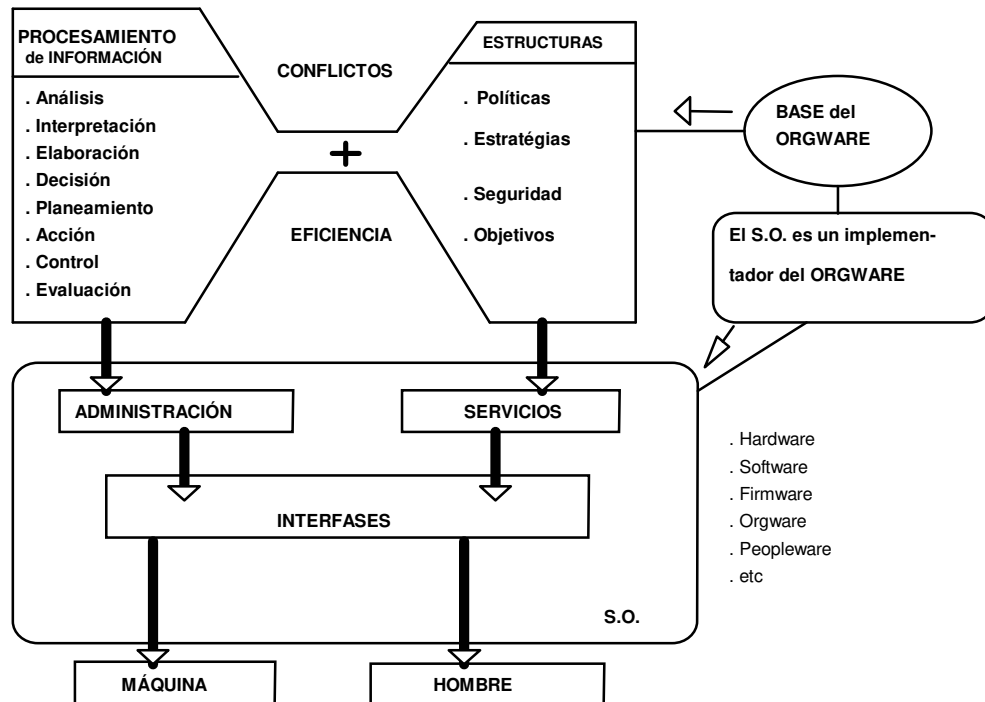 PROCESAMIENTO
de INFORMACIÓN
. Análisis
. Interpretación
. Elaboración
. Decisión
. Planeamiento
. Acción
. Control
. Evaluación
CONFLICTOS
+
EFICIENCIA
ESTRUCTURAS
. Políticas
. Estratégias
. Seguridad
. Objetivos
BASE del
ORGWARE
El S.O. es un implemen-
tador del ORGWARE
ADMINISTRACIÓN
SERVICIOS
INTERFASES
S.O.
. Hardware
. Software
. Firmware
. Orgware
. Peopleware
. etc
MÁQUINA
HOMBRE